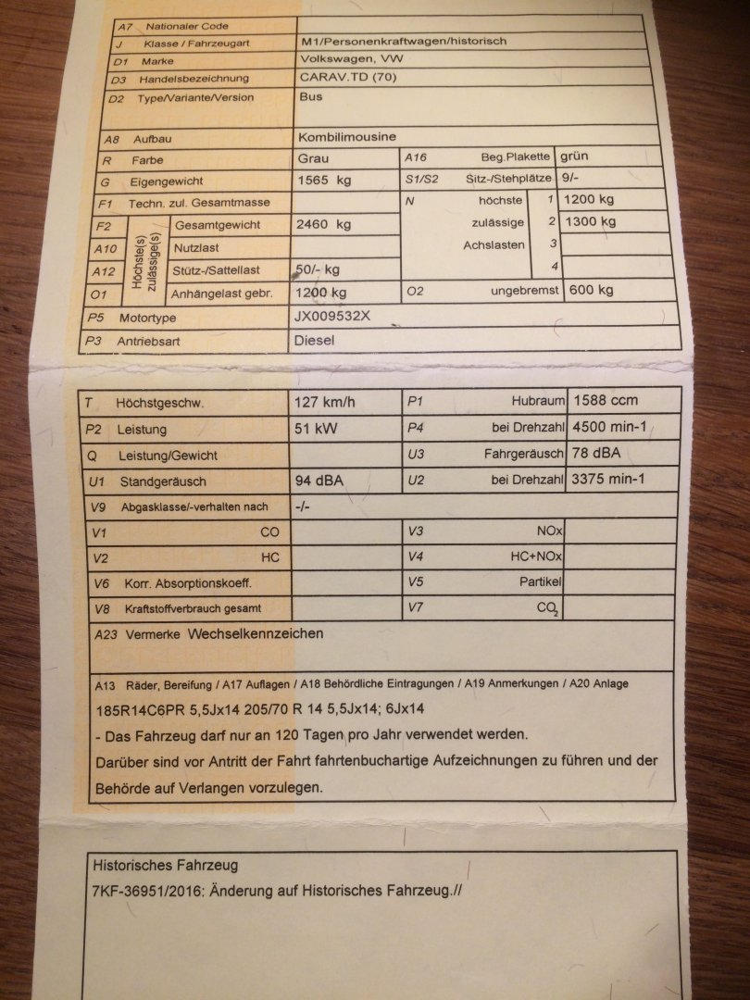 A7 Nationaler Code
J Klasse / Fahrzeugart M1/Personenkraftwagen/historisch
D1 Marke Volkswagen, VW
D3 Handelsbezeichnung CARAV.TD (70)
D2 Type/Variante/Version Bus
A8 Aufbau Kombilimousine
R Farbe Grau A16 Beg.Plakette grün
G Eigengewicht 1565 kg S1/S2 Sitz-/Stehplätze 9/-
F1 Techn. zul. Gesamtmasse N höchste 1 1200 kg
F2 Höchste(s) zulässige(s) Gesamtgewicht 2460 kg zulässige 2 1300 kg
A10 Nutzlast Achslasten 3
A12 Stütz-/Sattellast 50/- kg 4
O1 Anhängelast gebr. 1200 kg O2 ungebremst 600 kg
P5 Motortype JX009532X
P3 Antriebsart Diesel
T Höchstgeschw. 127 km/h P1 Hubraum 1588 ccm
P2 Leistung 51 kW P4 bei Drehzahl 4500 min-1
Q Leistung/Gewicht U3 Fahrgeräusch 78 dBA
U1 Standgeräusch 94 dBA U2 bei Drehzahl 3375 min-1
V9 Abgasklasse/-verhalten nach -/-
V1 CO V3 NOx
V2 HC V4 HC+NOx
V6 Korr. Absorptionskoeff. V5 Partikel
V8 Kraftstoffverbrauch gesamt V7 CO2
A23 Vermerke Wechselkennzeichen
A13 Räder, Bereifung / A17 Auflagen / A18 Behördliche Eintragungen / A19 Anmerkungen / A20 Anlage
185R14C6PR 5,5Jx14 205/70 R 14 5,5Jx14; 6Jx14
- Das Fahrzeug darf nur an 120 Tagen pro Jahr verwendet werden.
Darüber sind vor Antritt der Fahrt fahrtenbuchartige Aufzeichnungen zu führen und der
Behörde auf Verlangen vorzulegen.
Historisches Fahrzeug
7KF-36951/2016: Änderung auf Historisches Fahrzeug.//